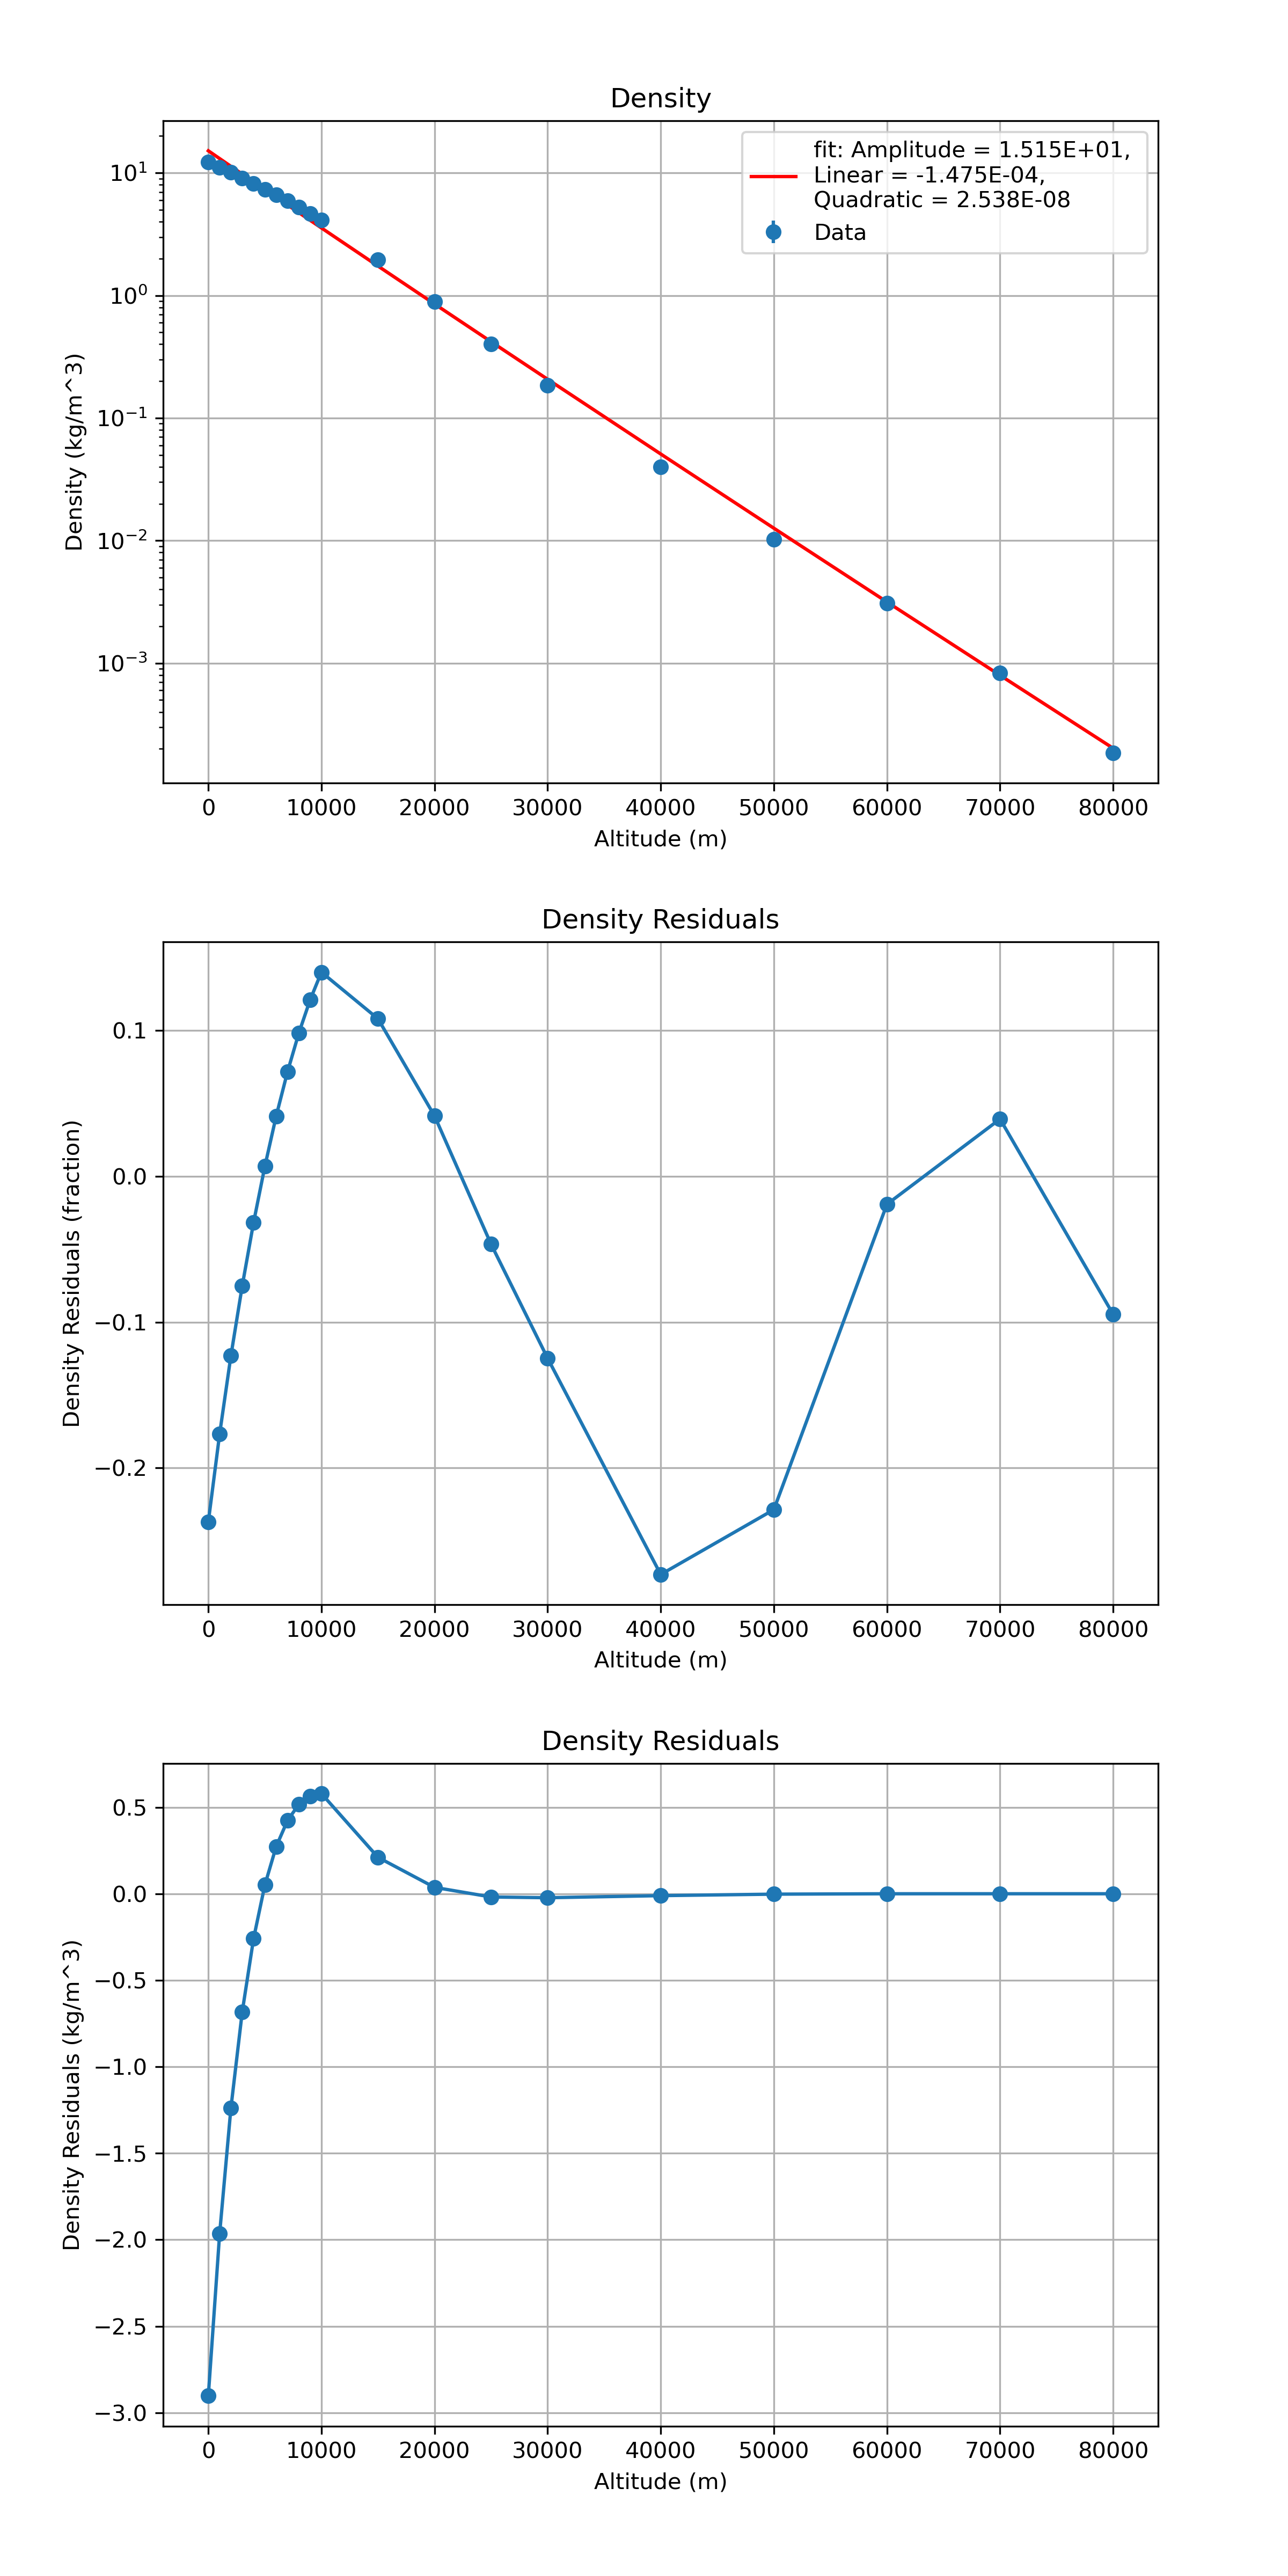 Density
fit: Amplitude = 1.515E+01,
Linear = -1.475E-04,
Quadratic = 2.538E-08
Data
10¹
10⁰
10⁻¹
10⁻²
10⁻³
Density (kg/m^3)
0 10000 20000 30000 40000 50000 60000 70000 80000
Altitude (m)
Density Residuals
0.1
0.0
−0.1
−0.2
Density Residuals (fraction)
0 10000 20000 30000 40000 50000 60000 70000 80000
Altitude (m)
Density Residuals
0.5
0.0
−0.5
−1.0
−1.5
−2.0
−2.5
−3.0
Density Residuals (kg/m^3)
0 10000 20000 30000 40000 50000 60000 70000 80000
Altitude (m)